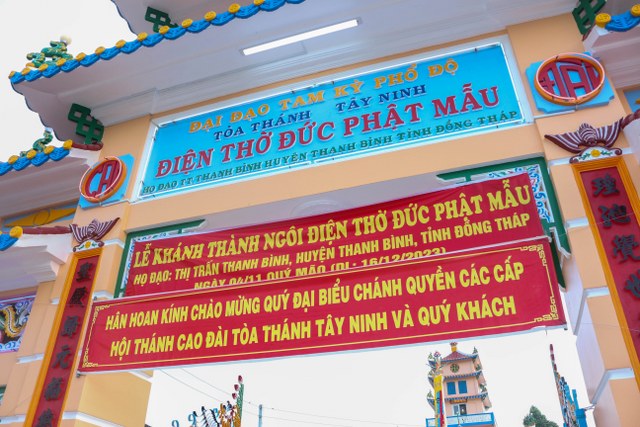 ĐẠI ĐẠO TAM KỲ PHỔ ĐỘ
TÒA THÁNH TÂY NINH
ĐIỆN THỜ ĐỨC PHẬT MẪU
HỌ ĐẠO TT THANH BÌNH HUYỆN THANH BÌNH TỈNH ĐỒNG THÁP
CAO
ĐÀI
LỄ KHÁNH THÀNH NGÔI ĐIỆN THỜ ĐỨC PHẬT MẪU
HỌ ĐẠO: THỊ TRẤN THANH BÌNH, HUYỆN THANH BÌNH, TỈNH ĐỒNG THÁP
NGÀY 04/11 QUÝ MÃO (DL: 16/12/2023)
HÂN HOAN KÍNH CHÀO MỪNG QUÝ ĐẠI BIỂU CHÁNH QUYỀN CÁC CẤP
HỘI THÁNH CAO ĐÀI TÒA THÁNH TÂY NINH VÀ QUÝ KHÁCH